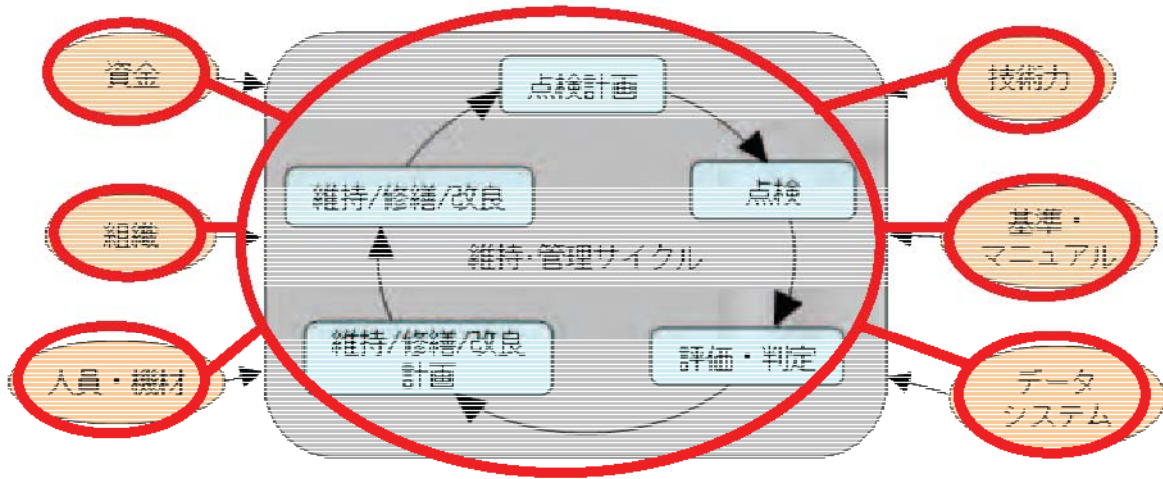 資金
点検計画
技術力
維持/修繕/改良
点検
組織
維持・管理サイクル
基準・
マニュアル
維持/修繕/改良
計画
評価・判定
人員・機材
データ
システム